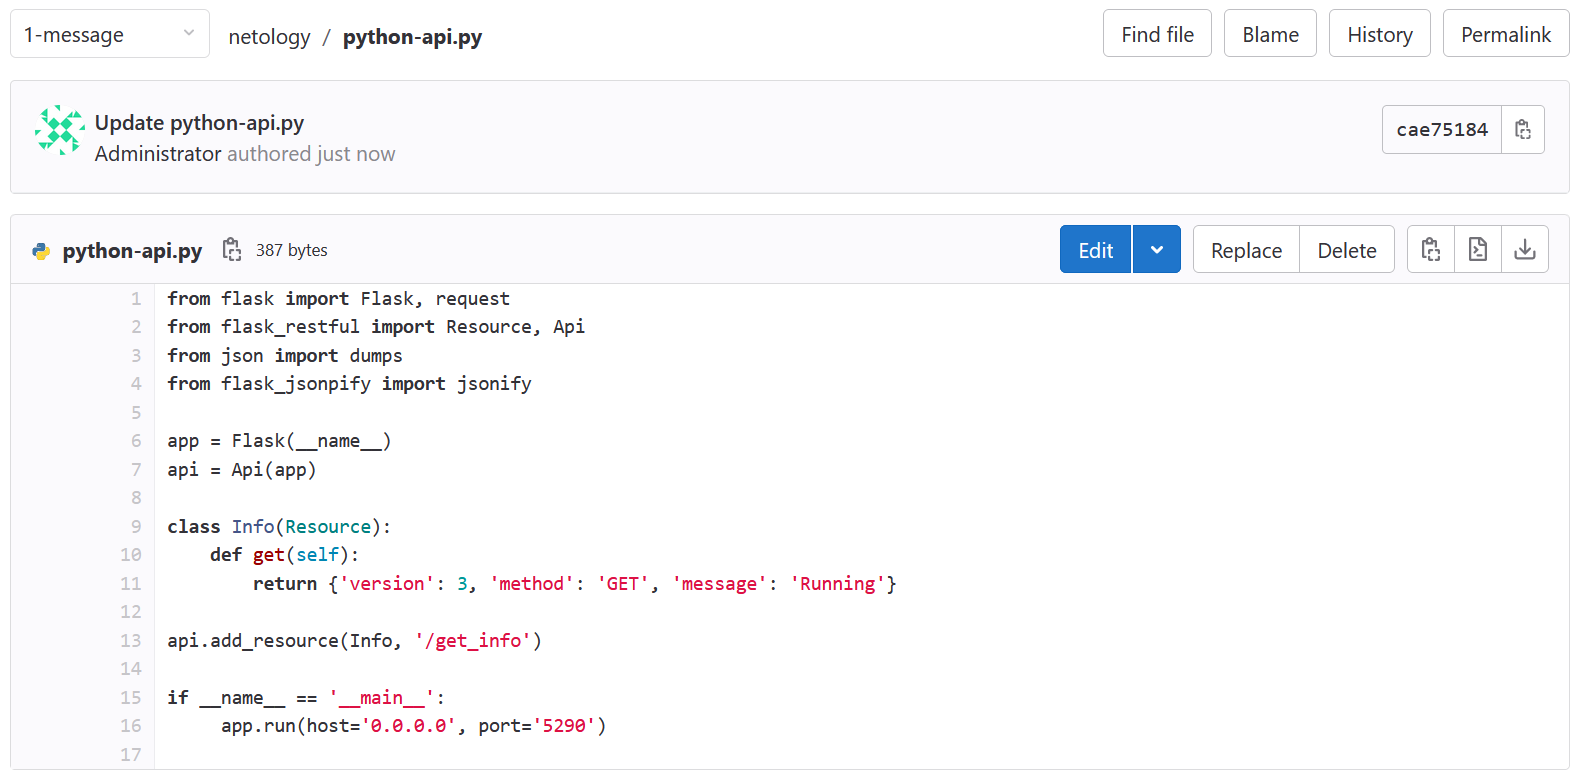 1-message netology / python-api.py Find file Blame History Permalink
Update python-api.py
Administrator authored just now
cae75184
python-api.py 387 bytes Edit Replace Delete
1 from flask import Flask, request
2 from flask_restful import Resource, Api
3 from json import dumps
4 from flask_jsonpify import jsonify
5
6 app = Flask(__name__)
7 api = Api(app)
8
9 class Info(Resource):
10     def get(self):
11         return {'version': 3, 'method': 'GET', 'message': 'Running'}
12
13 api.add_resource(Info, '/get_info')
14
15 if __name__ == '__main__':
16      app.run(host='0.0.0.0', port='5290')
17